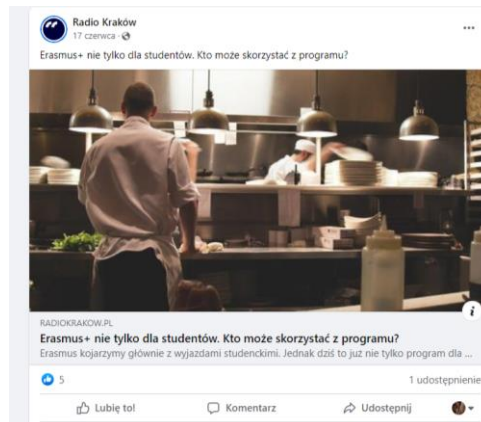 Radio Kraków
17 czerwca ·
Erasmus+ nie tylko dla studentów. Kto może skorzystać z programu?
i
RADIOKRAKOW.PL
Erasmus+ nie tylko dla studentów. Kto może skorzystać z programu?
Erasmus kojarzymy głównie z wyjazdami studenckimi. Jednak dziś to już nie tylko program dla ...
5
1 udostępnienie
Lubię to!
Komentarz
Udostępnij